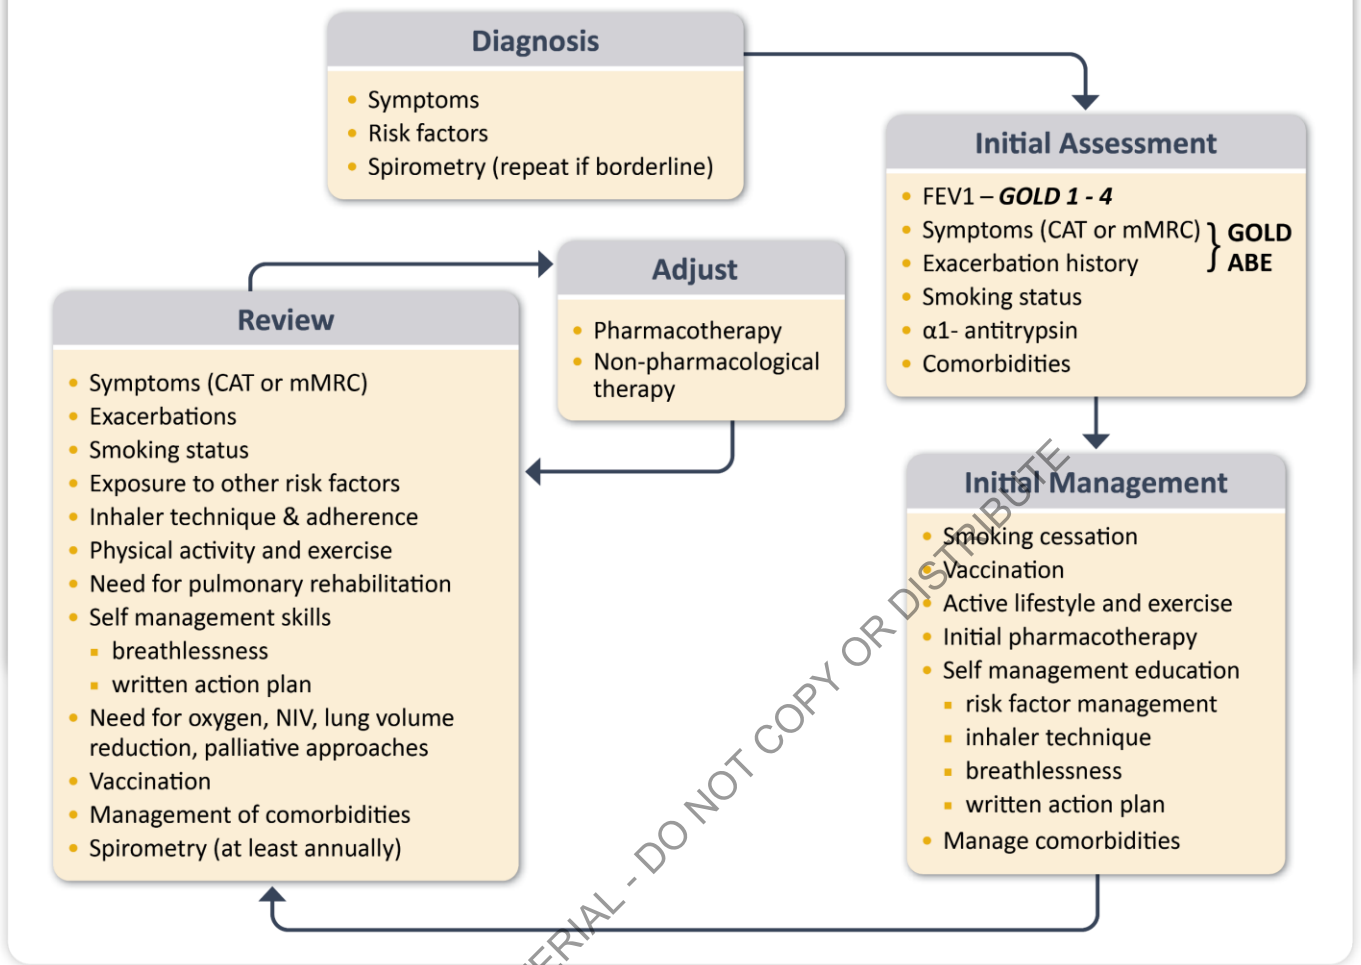 Diagnosis
Symptoms
Risk factors
Spirometry (repeat if borderline)
Initial Assessment
FEV1 – GOLD 1 - 4
Symptoms (CAT or mMRC)
Exacerbation history
GOLD
ABE
Smoking status
α1- antitrypsin
Comorbidities
Initial Management
Smoking cessation
Vaccination
Active lifestyle and exercise
Initial pharmacotherapy
Self management education
risk factor management
inhaler technique
breathlessness
written action plan
Manage comorbidities
Review
Symptoms (CAT or mMRC)
Exacerbations
Smoking status
Exposure to other risk factors
Inhaler technique & adherence
Physical activity and exercise
Need for pulmonary rehabilitation
Self management skills
breathlessness
written action plan
Need for oxygen, NIV, lung volume
reduction, palliative approaches
Vaccination
Management of comorbidities
Spirometry (at least annually)
Adjust
Pharmacotherapy
Non-pharmacological
therapy
- DO NOT COPY OR DISTRIBUTE